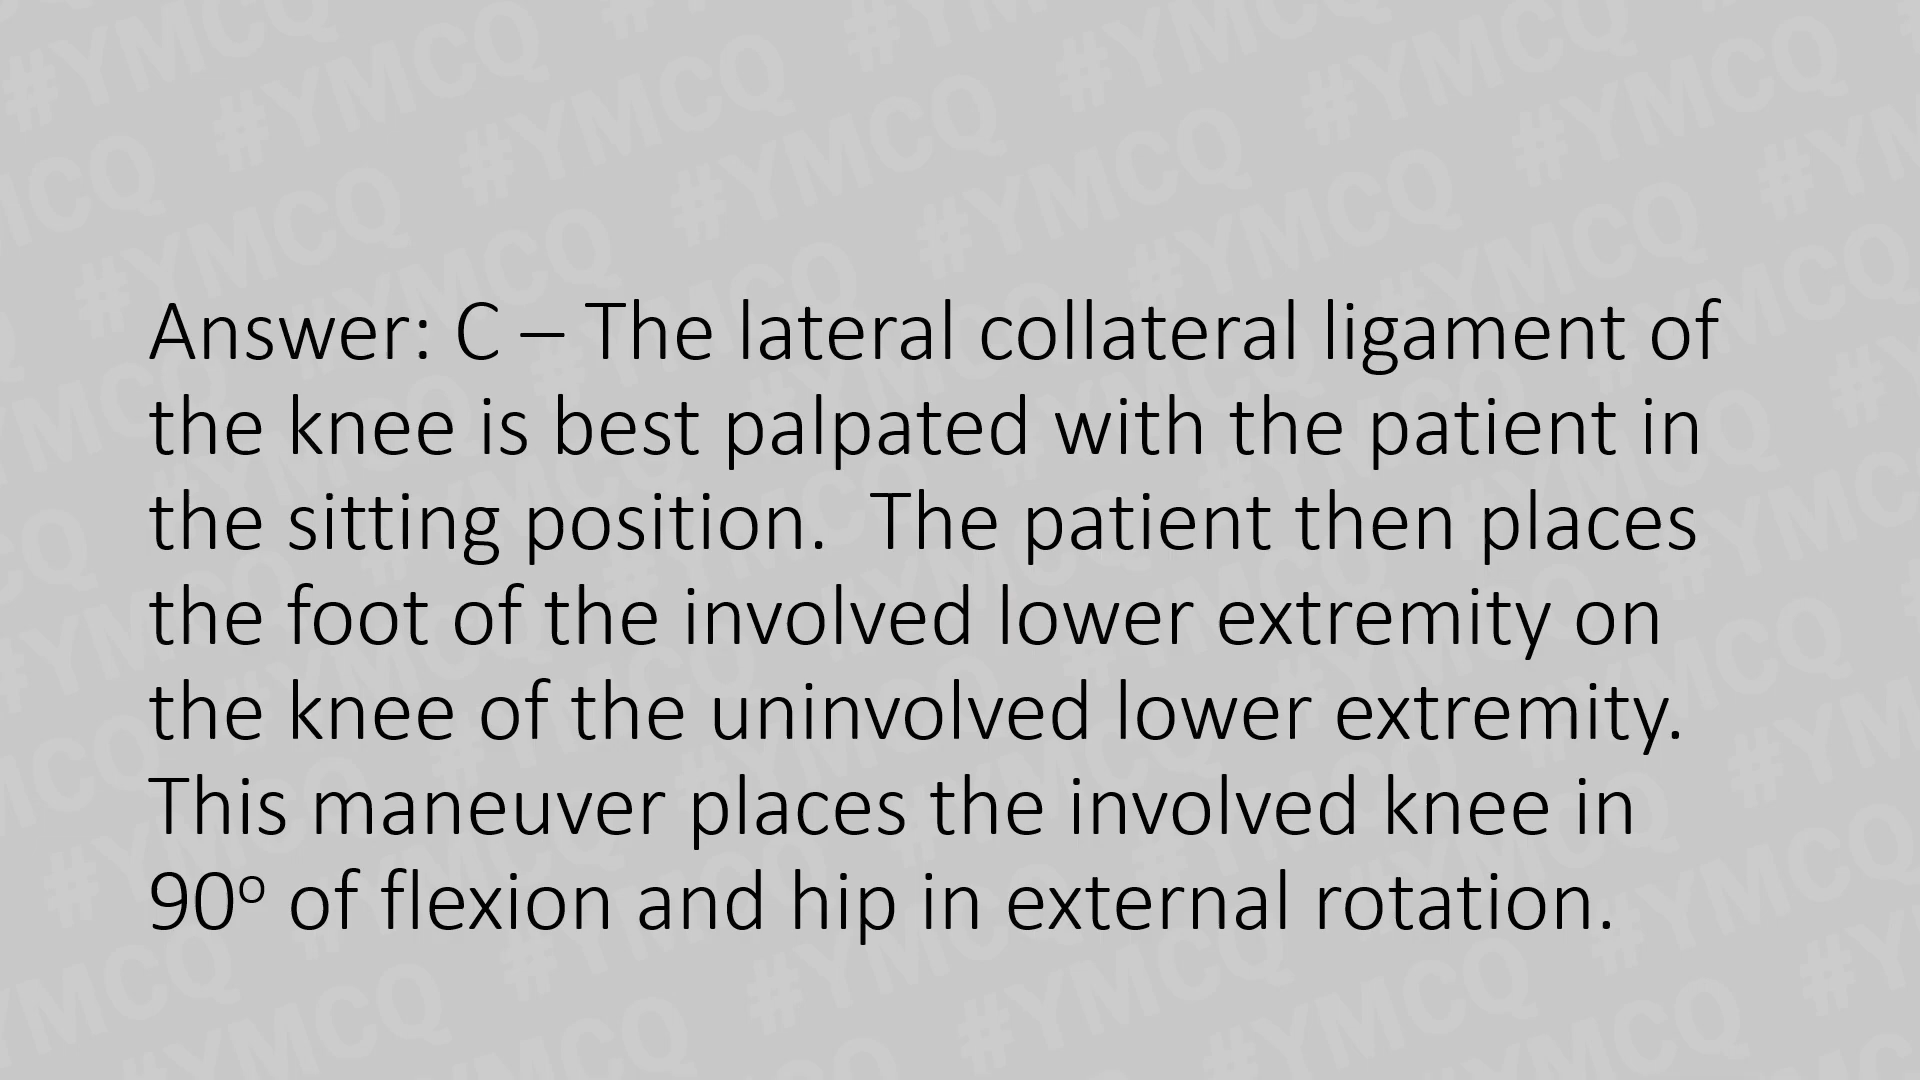 Answer: C – The lateral collateral ligament of
the knee is best palpated with the patient in
the sitting position.  The patient then places
the foot of the involved lower extremity on
the knee of the uninvolved lower extremity.
This maneuver places the involved knee in
90º of flexion and hip in external rotation.
#YMCQ